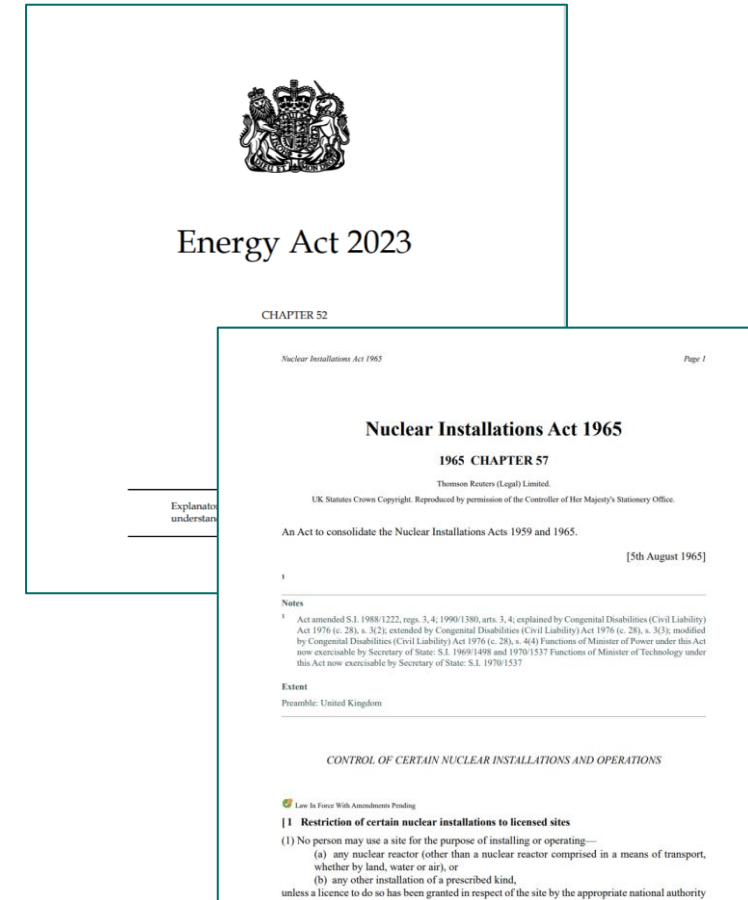 Energy Act 2023
CHAPTER 52
Explanato
understan
Nuclear Installations Act 1965
Page 1
Nuclear Installations Act 1965
1965 CHAPTER 57
Thomson Reuters (Legal) Limited.
UK Statutes Crown Copyright. Reproduced by permission of the Controller of Her Majesty's Stationery Office.
An Act to consolidate the Nuclear Installations Acts 1959 and 1965.
[5th August 1965]
1
Notes
1 Act amended S.I. 1988/1222, regs. 3, 4; 1990/1380, arts. 3, 4; explained by Congenital Disabilities (Civil Liability)
Act 1976 (c. 28), s. 3(2); extended by Congenital Disabilities (Civil Liability) Act 1976 (c. 28), s. 3(3); modified
by Congenital Disabilities (Civil Liability) Act 1976 (c. 28), s. 4(4) Functions of Minister of Power under this Act
now exercisable by Secretary of State: S.I. 1969/1498 and 1970/1537 Functions of Minister of Technology under
this Act now exercisable by Secretary of State: S.I. 1970/1537
Extent
Preamble: United Kingdom
CONTROL OF CERTAIN NUCLEAR INSTALLATIONS AND OPERATIONS
Law In Force With Amendments Pending
[1 Restriction of certain nuclear installations to licensed sites
(1) No person may use a site for the purpose of installing or operating—
(a) any nuclear reactor (other than a nuclear reactor comprised in a means of transport,
whether by land, water or air), or
(b) any other installation of a prescribed kind,
unless a licence to do so has been granted in respect of the site by the appropriate national authority